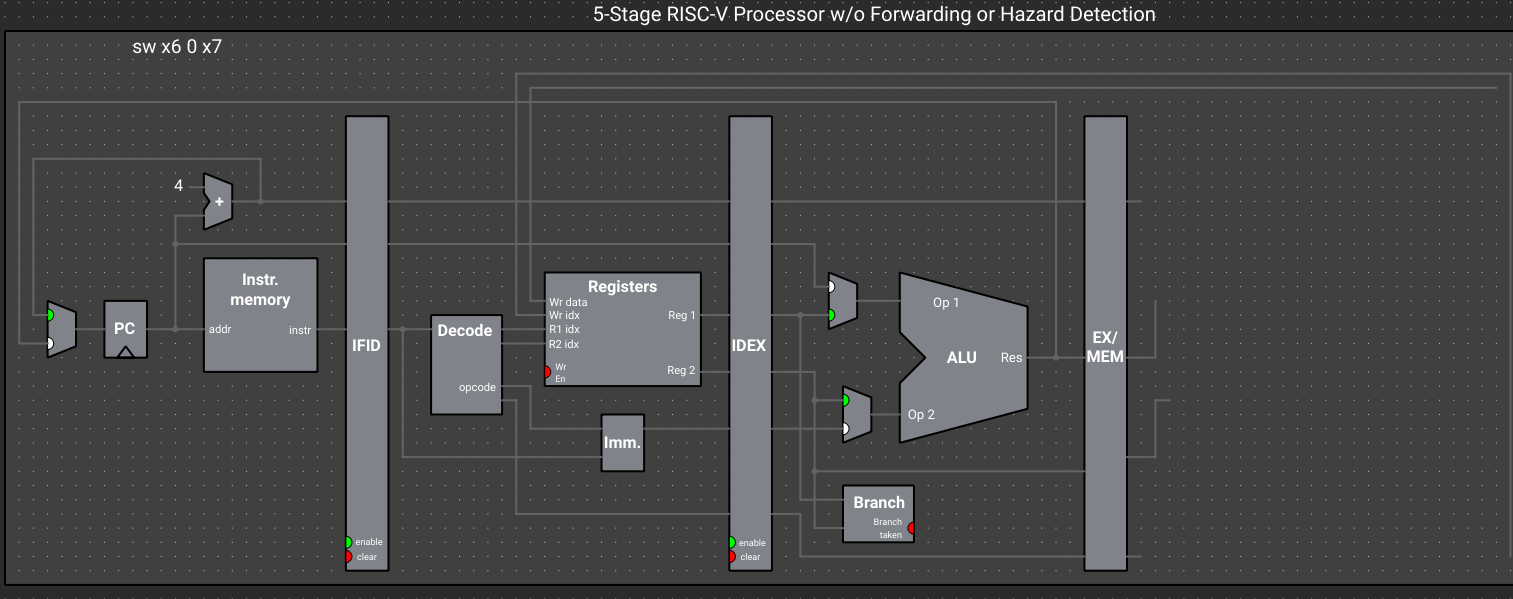 5-Stage RISC-V Processor w/o Forwarding or Hazard Detection
sw x6 0 x7
4
+
Instr.
memory
addr
instr
PC
IFID
enable
clear
Decode
opcode
Registers
Wr data
Wr idx
R1 idx
R2 idx
Wr
En
Reg 1
Reg 2
Imm.
IDEX
enable
clear
Op 1
ALU
Res
Op 2
Branch
Branch
taken
EX/
MEM